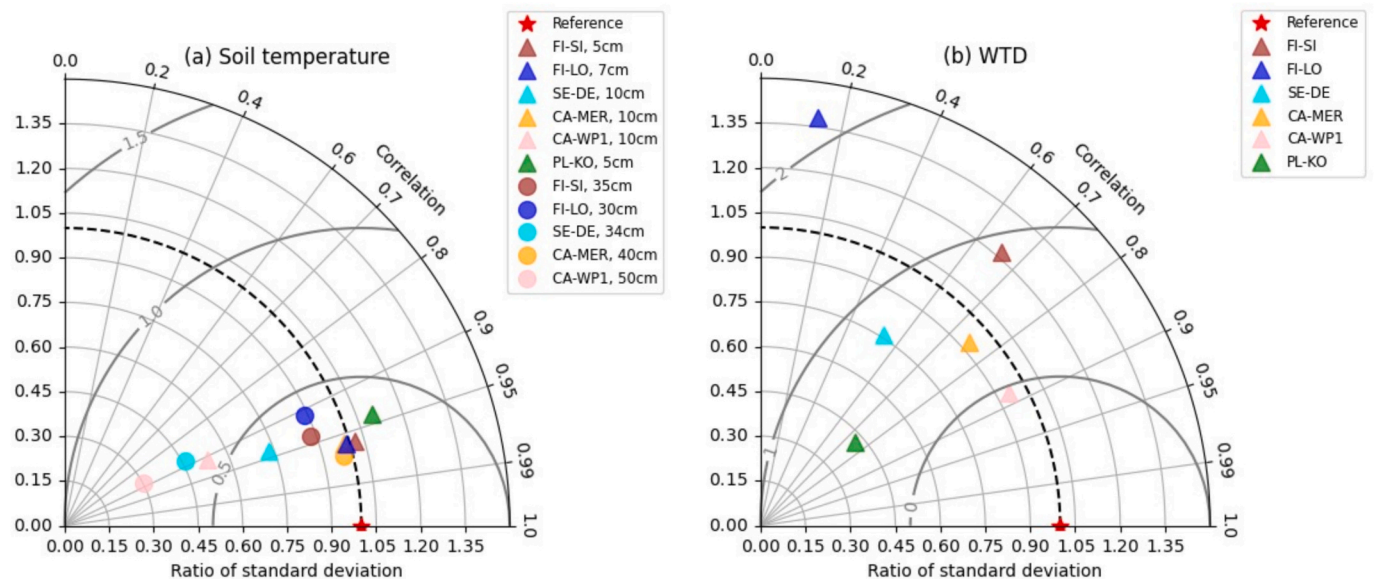 (a) Soil temperature
0.0
0.2
0.4
0.6
0.7
0.8
0.9
0.95
0.99
1.0
Correlation
1.35
1.20
1.05
0.90
0.75
0.60
0.45
0.30
0.15
0.00
1.5
1.0
0.5
0.00 0.15 0.30 0.45 0.60 0.75 0.90 1.05 1.20 1.35
Ratio of standard deviation
Reference
FI-SI, 5cm
FI-LO, 7cm
SE-DE, 10cm
CA-MER, 10cm
CA-WP1, 10cm
PL-KO, 5cm
FI-SI, 35cm
FI-LO, 30cm
SE-DE, 34cm
CA-MER, 40cm
CA-WP1, 50cm
(b) WTD
0.0
0.2
0.4
0.6
0.7
0.8
0.9
0.95
0.99
1.0
Correlation
1.35
1.20
1.05
0.90
0.75
0.60
0.45
0.30
0.15
0.00
2
1
0
0.00 0.15 0.30 0.45 0.60 0.75 0.90 1.05 1.20 1.35
Ratio of standard deviation
Reference
FI-SI
FI-LO
SE-DE
CA-MER
CA-WP1
PL-KO